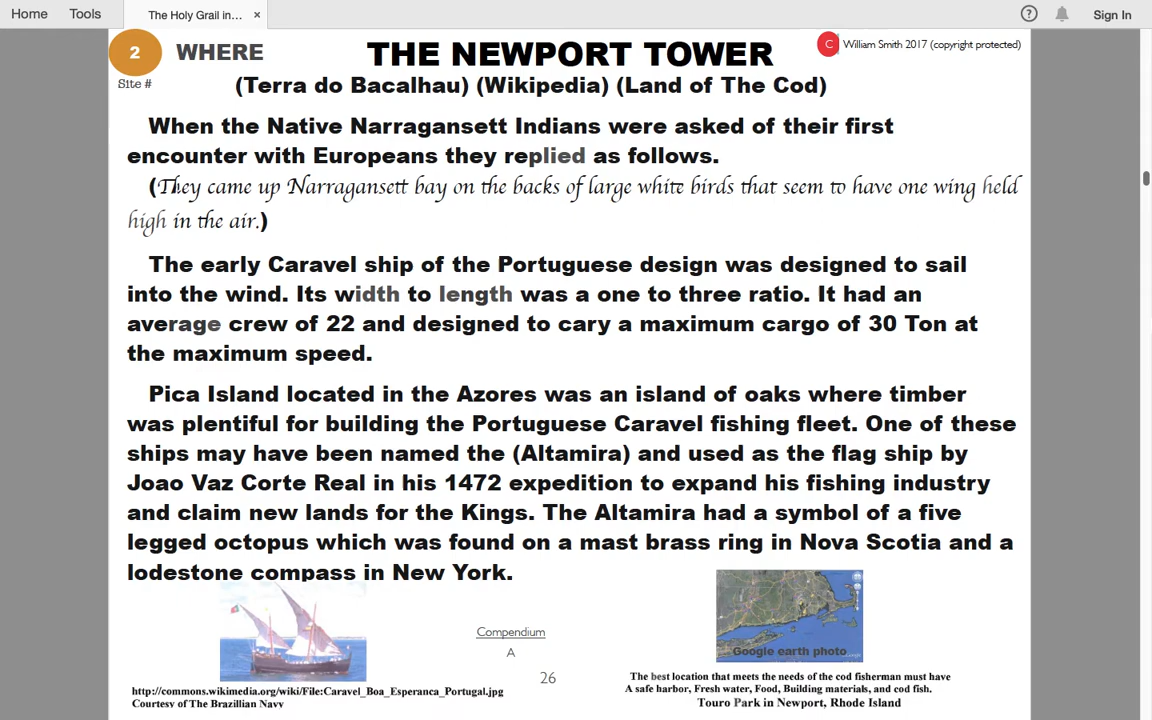 Home Tools The Holy Grail in... × Sign In
2 WHERE THE NEWPORT TOWER C William Smith 2017 (copyright protected)
Site # (Terra do Bacalhau) (Wikipedia) (Land of The Cod)
When the Native Narragansett Indians were asked of their first
encounter with Europeans they replied as follows.
(They came up Narragansett bay on the backs of large white birds that seem to have one wing held
high in the air.)
The early Caravel ship of the Portuguese design was designed to sail
into the wind. Its width to length was a one to three ratio. It had an
average crew of 22 and designed to cary a maximum cargo of 30 Ton at
the maximum speed.
Pica Island located in the Azores was an island of oaks where timber
was plentiful for building the Portuguese Caravel fishing fleet. One of these
ships may have been named the (Altamira) and used as the flag ship by
Joao Vaz Corte Real in his 1472 expedition to expand his fishing industry
and claim new lands for the Kings. The Altamira had a symbol of a five
legged octopus which was found on a mast brass ring in Nova Scotia and a
lodestone compass in New York.
Compendium
A
26
Google earth photo
http://commons.wikimedia.org/wiki/File:Caravel_Boa_Esperanca_Portugal.jpg
Courtesy of The Brazillian Navy
The best location that meets the needs of the cod fisherman must have
A safe harbor, Fresh water, Food, Building materials, and cod fish.
Touro Park in Newport, Rhode Island